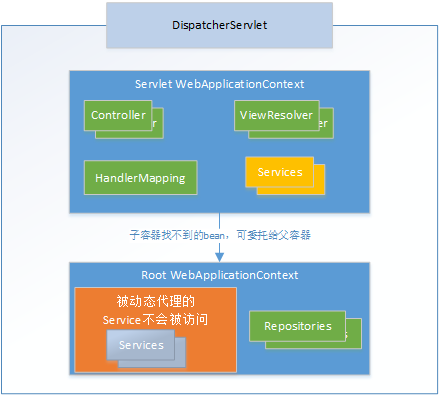 DispatcherServlet
Servlet WebApplicationContext
Controller
ViewResolver
HandlerMapping
Services
子容器找不到的bean，可委托给父容器
Root WebApplicationContext
被动态代理的
Service不会被访问
Services
Repositories